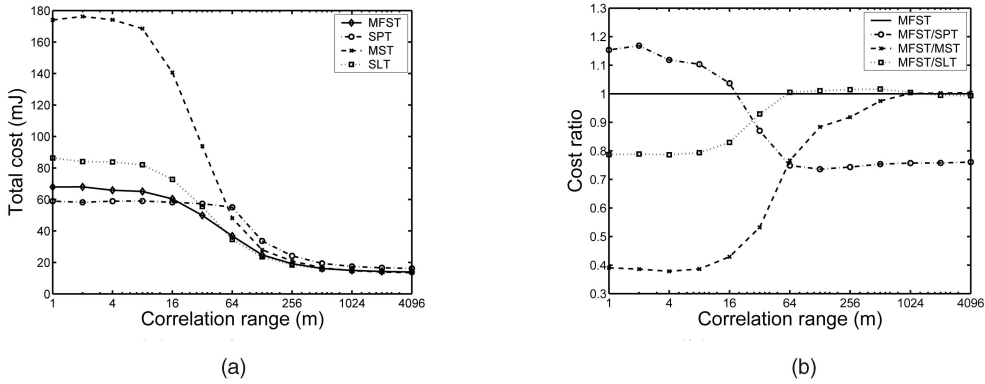 180
160
140
120
100
80
60
40
20
0
Total cost (mJ)
1
4
16
64
256
1024
4096
Correlation range (m)
MFST
SPT
MST
SLT
(a)
1.3
1.2
1.1
1
0.9
0.8
0.7
0.6
0.5
0.4
0.3
Cost ratio
1
4
16
64
256
1024
4096
Correlation range (m)
MFST
MFST/SPT
MFST/MST
MFST/SLT
(b)